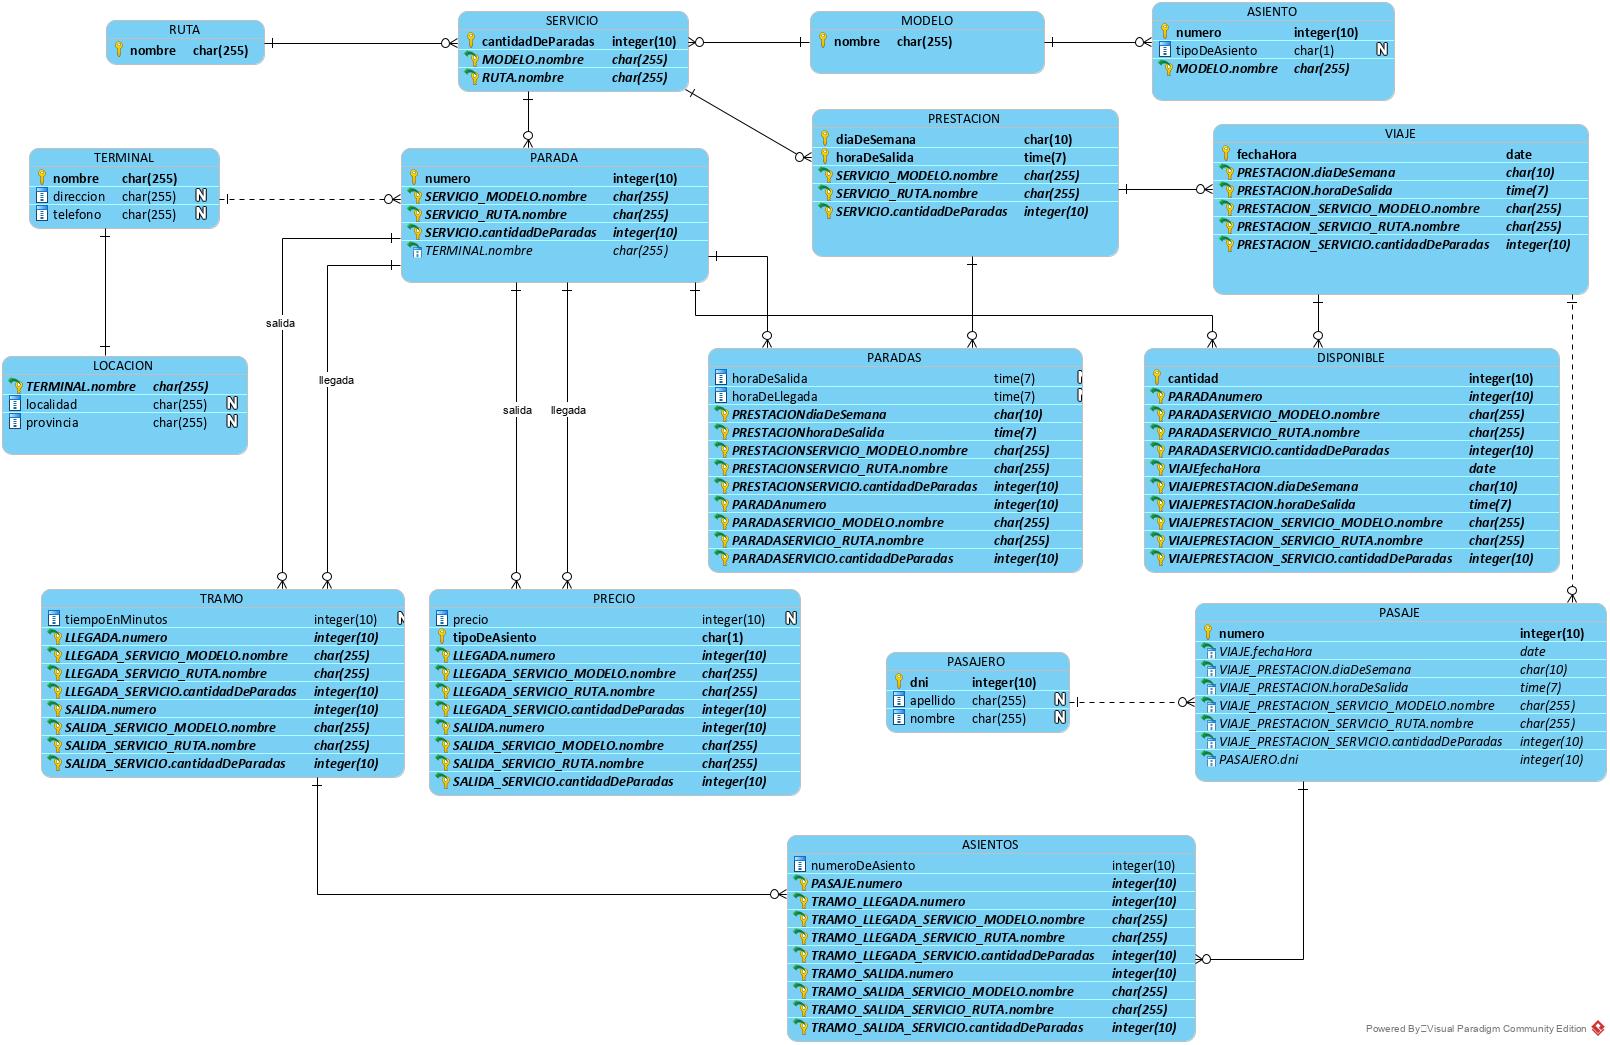 RUTA
nombre char(255)
SERVICIO
cantidadDeParadas integer(10)
MODELO.nombre char(255)
RUTA.nombre char(255)
MODELO
nombre char(255)
ASIENTO
numero integer(10)
tipoDeAsiento char(1) N
MODELO.nombre char(255)
TERMINAL
nombre char(255)
direccion char(255) N
telefono char(255) N
PARADA
numero integer(10)
SERVICIO_MODELO.nombre char(255)
SERVICIO_RUTA.nombre char(255)
SERVICIO.cantidadDeParadas integer(10)
TERMINAL.nombre char(255)
PRESTACION
diaDeSemana char(10)
horaDeSalida time(7)
SERVICIO_MODELO.nombre char(255)
SERVICIO_RUTA.nombre char(255)
SERVICIO.cantidadDeParadas integer(10)
VIAJE
fechaHora date
PRESTACION.diaDeSemana char(10)
PRESTACION.horaDeSalida time(7)
PRESTACION_SERVICIO_MODELO.nombre char(255)
PRESTACION_SERVICIO_RUTA.nombre char(255)
PRESTACION_SERVICIO.cantidadDeParadas integer(10)
salida
llegada
salida
llegada
LOCACION
TERMINAL.nombre char(255)
localidad char(255) N
provincia char(255) N
PARADAS
horaDeSalida time(7) N
horaDeLlegada time(7) N
PRESTACIONdiaDeSemana char(10)
PRESTACIONhoraDeSalida time(7)
PRESTACIONSERVICIO_MODELO.nombre char(255)
PRESTACIONSERVICIO_RUTA.nombre char(255)
PRESTACIONSERVICIO.cantidadDeParadas integer(10)
PARADAnumero integer(10)
PARADASERVICIO_MODELO.nombre char(255)
PARADASERVICIO_RUTA.nombre char(255)
PARADASERVICIO.cantidadDeParadas integer(10)
DISPONIBLE
cantidad integer(10)
PARADAnumero integer(10)
PARADASERVICIO_MODELO.nombre char(255)
PARADASERVICIO_RUTA.nombre char(255)
PARADASERVICIO.cantidadDeParadas integer(10)
VIAJEfechaHora date
VIAJEPRESTACION.diaDeSemana char(10)
VIAJEPRESTACION.horaDeSalida time(7)
VIAJEPRESTACION_SERVICIO_MODELO.nombre char(255)
VIAJEPRESTACION_SERVICIO_RUTA.nombre char(255)
VIAJEPRESTACION_SERVICIO.cantidadDeParadas integer(10)
TRAMO
tiempoEnMinutos integer(10) N
LLEGADA.numero integer(10)
LLEGADA_SERVICIO_MODELO.nombre char(255)
LLEGADA_SERVICIO_RUTA.nombre char(255)
LLEGADA_SERVICIO.cantidadDeParadas integer(10)
SALIDA.numero integer(10)
SALIDA_SERVICIO_MODELO.nombre char(255)
SALIDA_SERVICIO_RUTA.nombre char(255)
SALIDA_SERVICIO.cantidadDeParadas integer(10)
PRECIO
precio integer(10) N
tipoDeAsiento char(1)
LLEGADA.numero integer(10)
LLEGADA_SERVICIO_MODELO.nombre char(255)
LLEGADA_SERVICIO_RUTA.nombre char(255)
LLEGADA_SERVICIO.cantidadDeParadas integer(10)
SALIDA.numero integer(10)
SALIDA_SERVICIO_MODELO.nombre char(255)
SALIDA_SERVICIO_RUTA.nombre char(255)
SALIDA_SERVICIO.cantidadDeParadas integer(10)
PASAJERO
dni integer(10)
apellido char(255) N
nombre char(255) N
PASAJE
numero integer(10)
VIAJE.fechaHora date
VIAJE_PRESTACION.diaDeSemana char(10)
VIAJE_PRESTACION.horaDeSalida time(7)
VIAJE_PRESTACION_SERVICIO_MODELO.nombre char(255)
VIAJE_PRESTACION_SERVICIO_RUTA.nombre char(255)
VIAJE_PRESTACION_SERVICIO.cantidadDeParadas integer(10)
PASAJERO.dni integer(10)
ASIENTOS
numeroDeAsiento integer(10)
PASAJE.numero integer(10)
TRAMO_LLEGADA.numero integer(10)
TRAMO_LLEGADA_SERVICIO_MODELO.nombre char(255)
TRAMO_LLEGADA_SERVICIO_RUTA.nombre char(255)
TRAMO_LLEGADA_SERVICIO.cantidadDeParadas integer(10)
TRAMO_SALIDA.numero integer(10)
TRAMO_SALIDA_SERVICIO_MODELO.nombre char(255)
TRAMO_SALIDA_SERVICIO_RUTA.nombre char(255)
TRAMO_SALIDA_SERVICIO.cantidadDeParadas integer(10)
Powered By Visual Paradigm Community Edition